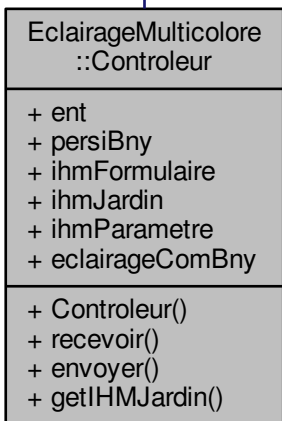 EclairageMulticolore
::Controleur
+ ent
+ persiBny
+ ihmFormulaire
+ ihmJardin
+ ihmParametre
+ eclairageComBny
+ Controleur()
+ recevoir()
+ envoyer()
+ getIHMJardin()